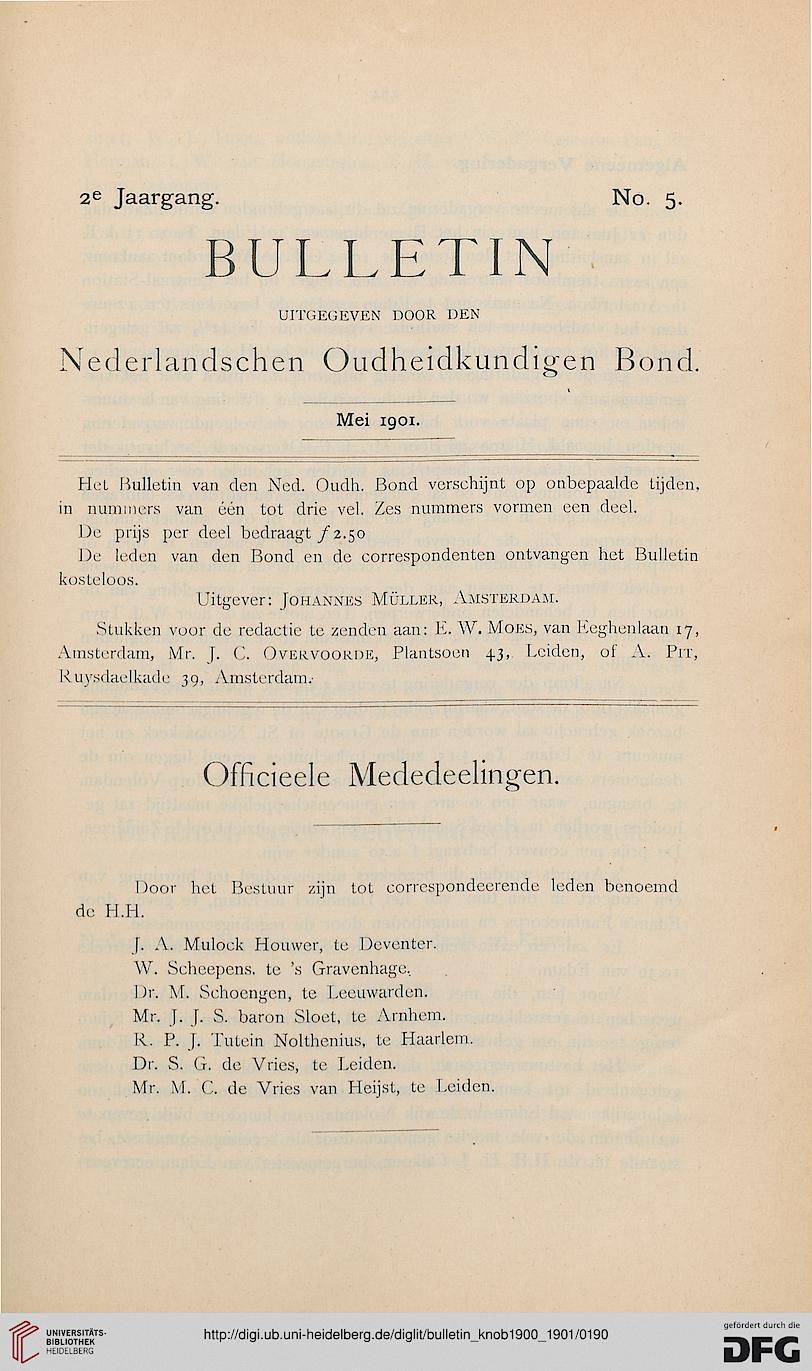 2e Jaargang. No. 5.
BULLETIN
UITGEGEVEN DOOR DEN
Nederlandschen Oudheidkundigen Bond.
Mei 1901.
Het Bulletin van den Ned. Oudh. Bond verschijnt op onbepaalde tijden,
in nummers van één tot drie vel. Zes nummers vormen een deel.
De prijs per deel bedraagt ƒ 2.50
De leden van den Bond en de correspondenten ontvangen het Bulletin
kosteloos.
Uitgever: JOHANNES MÜLLER, AMSTERDAM.
Stukken voor de redactie te zenden aan: E. W. MOES, van Eeghenlaan 17,
Amsterdam, Mr. J. C. OVERVOORDE, Plantsoen 43, Leiden, of A. PIT,
Ruysdaelkade 39, Amsterdam.
Officieele Mededeelingen.
Door het Bestuur zijn tot correspondeerende leden benoemd
de H.H.
J. A. Mulock Houwer, te Deventer.
W. Scheepens, te 's Gravenhage.
Dr. M. Schoengen, te Leeuwarden.
Mr. J. J. S. baron Sloet, te Arnhem.
R. P. J. Tutein Nolthenius, te Haarlem.
Dr. S. G. de Vries, te Leiden.
Mr. M. C. de Vries van Heijst, te Leiden.
UNIVERSITÄTS-
BIBLIOTHEK
HEIDELBERG
http://digi.ub.uni-heidelberg.de/diglit/bulletin_knob1900_1901/0190
gefördert durch die
DFG